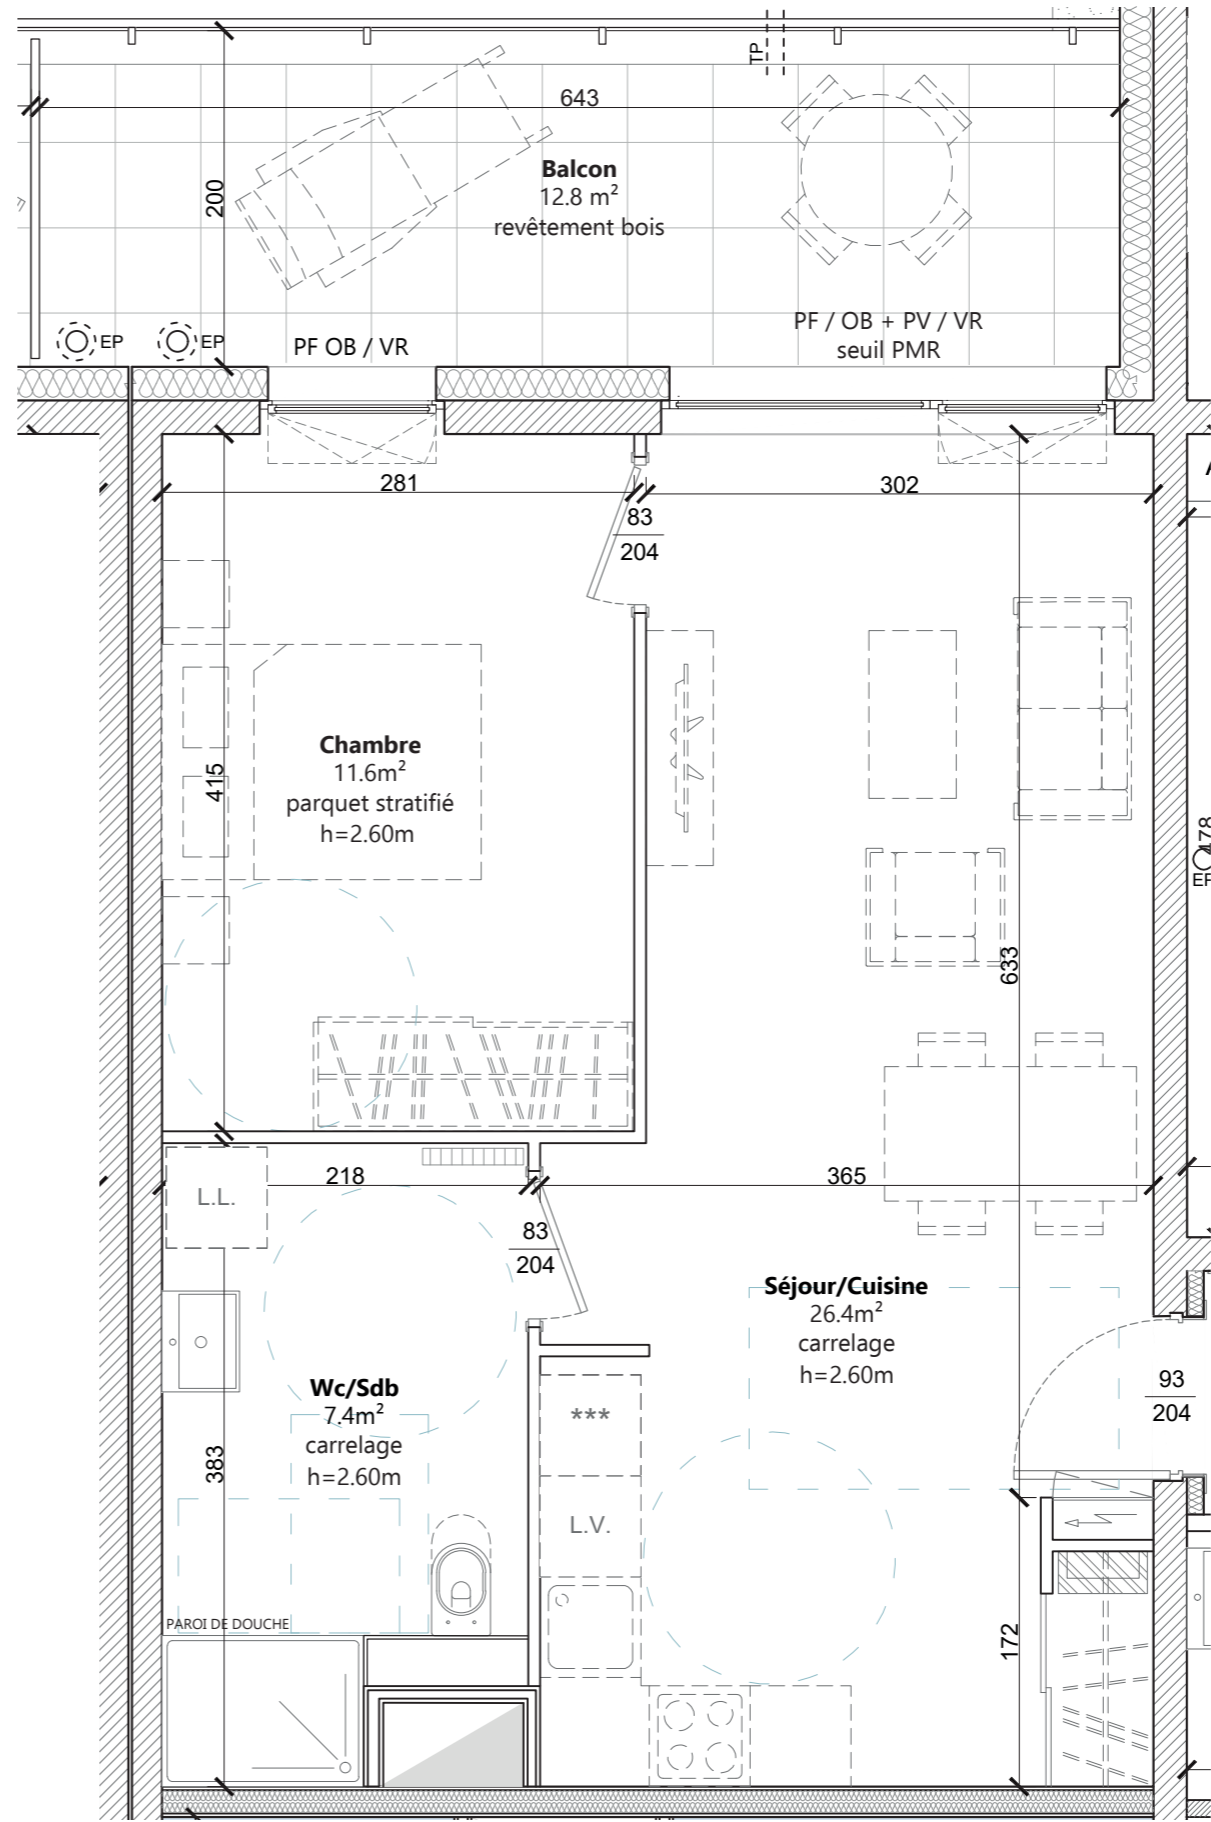 TP
643
Balcon
12.8 m²
revêtement bois
200
EP
EP
PF OB / VR
PF / OB + PV / VR
seuil PMR
281
302
83
204
Chambre
11.6m²
parquet stratifié
h=2.60m
415
478
633
L.L.
218
365
83
204
Séjour/Cuisine
26.4m²
carrelage
h=2.60m
93
204
Wc/Sdb
7.4m²
carrelage
h=2.60m
383
***
L.V.
PAROI DE DOUCHE
172